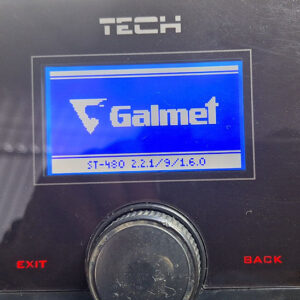 TECH
Galmet
ST-480 2.2.1/9/1.6.0
EXIT
BACK